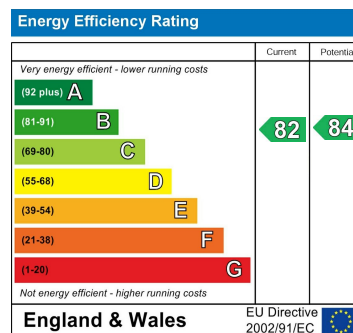 Energy Efficiency Rating
Current Potentia
Very energy efficient - lower running costs
(92 plus) A
(81-91) B
82 84
(69-80) C
(55-68) D
(39-54) E
(21-38) F
(1-20) G
Not energy efficient - higher running costs
England & Wales
EU Directive
2002/91/EC